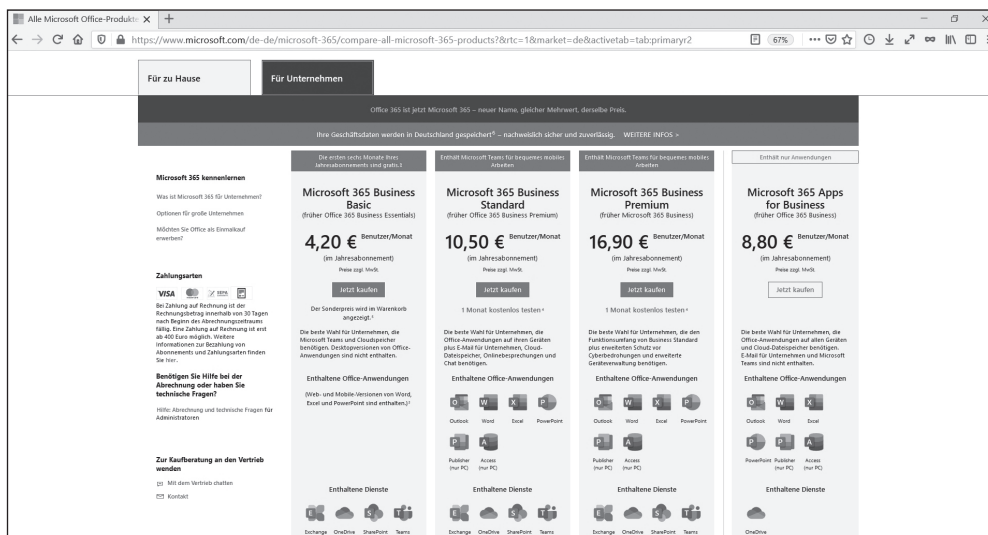 Alle Microsoft Office-Produkte
https://www.microsoft.com/de-de/microsoft-365/compare-all-microsoft-365-products?&rtc=1&market=de&activetab=tab:primaryr2
67%
Für zu Hause
Für Unternehmen
Office 365 ist jetzt Microsoft 365 – neuer Name, gleicher Mehrwert, derselbe Preis.
Ihre Geschäftsdaten werden in Deutschland gespeichert⁶ – nachweislich sicher und zuverlässig. WEITERE INFOS >
Microsoft 365 kennenlernen
Was ist Microsoft 365 für Unternehmen?
Optionen für große Unternehmen
Möchten Sie Office als Einmalkauf
erwerben?
Zahlungsarten
VISA
SEPA
Bei Zahlung auf Rechnung ist der
Rechnungsbetrag innerhalb von 30 Tagen
nach Beginn des Abrechnungszeitraums
fällig. Eine Zahlung auf Rechnung ist erst
ab 400 Euro möglich. Weitere
Informationen zur Bezahlung von
Abonnements und Zahlungsarten finden
Sie hier.
Benötigen Sie Hilfe bei der
Abrechnung oder haben Sie
technische Fragen?
Hilfe: Abrechnung und technische Fragen für
Administratoren
Zur Kaufberatung an den Vertrieb
wenden
Mit dem Vertrieb chatten
Kontakt
Die ersten sechs Monate Ihres
Jahresabonnements sind gratis.
Microsoft 365 Business
Basic
(früher Office 365 Business Essentials)
4,20 € Benutzer/Monat
(im Jahresabonnement)
Preise zzgl. MwSt.
Jetzt kaufen
Der Sonderpreis wird im Warenkorb
angezeigt.
Die beste Wahl für Unternehmen, die
Microsoft Teams und Cloudspeicher
benötigen. Desktopversionen von Office-
Anwendungen sind nicht enthalten.
Enthaltene Office-Anwendungen
(Web- und Mobile-Versionen von Word,
Excel und PowerPoint sind enthalten.)
Enthaltene Dienste
Exchange OneDrive SharePoint Teams
Enthält Microsoft Teams für bequemes mobiles
Arbeiten
Microsoft 365 Business
Standard
(früher Office 365 Business Premium)
10,50 € Benutzer/Monat
(im Jahresabonnement)
Preise zzgl. MwSt.
Jetzt kaufen
1 Monat kostenlos testen
Die beste Wahl für Unternehmen, die
Office-Anwendungen auf ihren Geräten
plus E-Mail für Unternehmen, Cloud-
Dateispeicher, Onlinebesprechungen und
Chat benötigen.
Enthaltene Office-Anwendungen
Outlook Word Excel PowerPoint
Publisher Access
(nur PC) (nur PC)
Enthaltene Dienste
Exchange OneDrive SharePoint Teams
Enthält Microsoft Teams für bequemes mobiles
Arbeiten
Microsoft 365 Business
Premium
(früher Microsoft 365 Business)
16,90 € Benutzer/Monat
(im Jahresabonnement)
Preise zzgl. MwSt.
Jetzt kaufen
1 Monat kostenlos testen
Die beste Wahl für Unternehmen, die den
Funktionsumfang von Business Standard
plus erweiterten Schutz vor
Cyberbedrohungen und erweiterte
Geräteverwaltung benötigen.
Enthaltene Office-Anwendungen
Outlook Word Excel PowerPoint
Publisher Access
(nur PC) (nur PC)
Enthaltene Dienste
Exchange OneDrive SharePoint Teams
Enthält nur Anwendungen
Microsoft 365 Apps
for Business
(früher Office 365 Business)
8,80 € Benutzer/Monat
(im Jahresabonnement)
Preise zzgl. MwSt.
Jetzt kaufen
Die beste Wahl für Unternehmen, die
Office-Anwendungen auf allen Geräten
und Cloud-Dateispeicher benötigen.
E-Mail für Unternehmen und Microsoft
Teams sind nicht enthalten.
Enthaltene Office-Anwendungen
Outlook Word Excel
PowerPoint Publisher Access
(nur PC) (nur PC)
Enthaltene Dienste
OneDrive